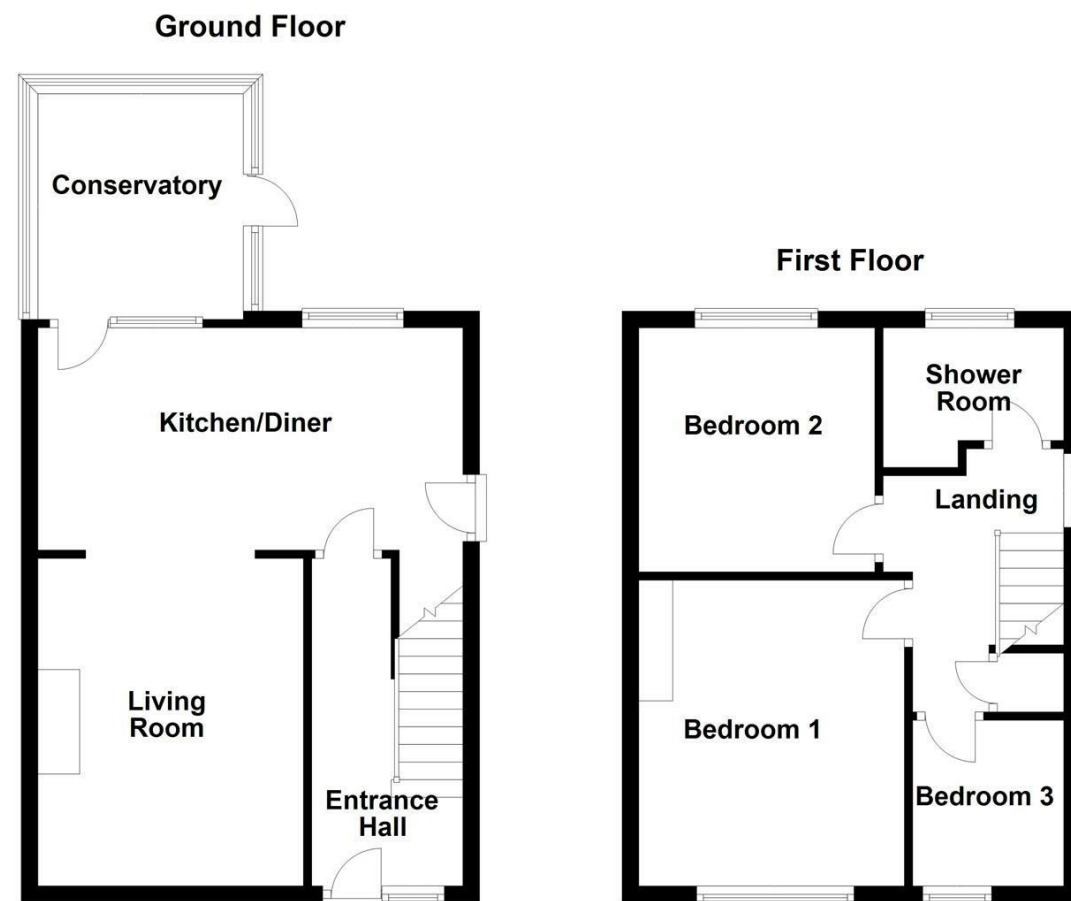 Ground Floor
Conservatory
Kitchen/Diner
Living
Room
Entrance
Hall
First Floor
Shower
Room
Bedroom 2
Landing
Bedroom 1
Bedroom 3